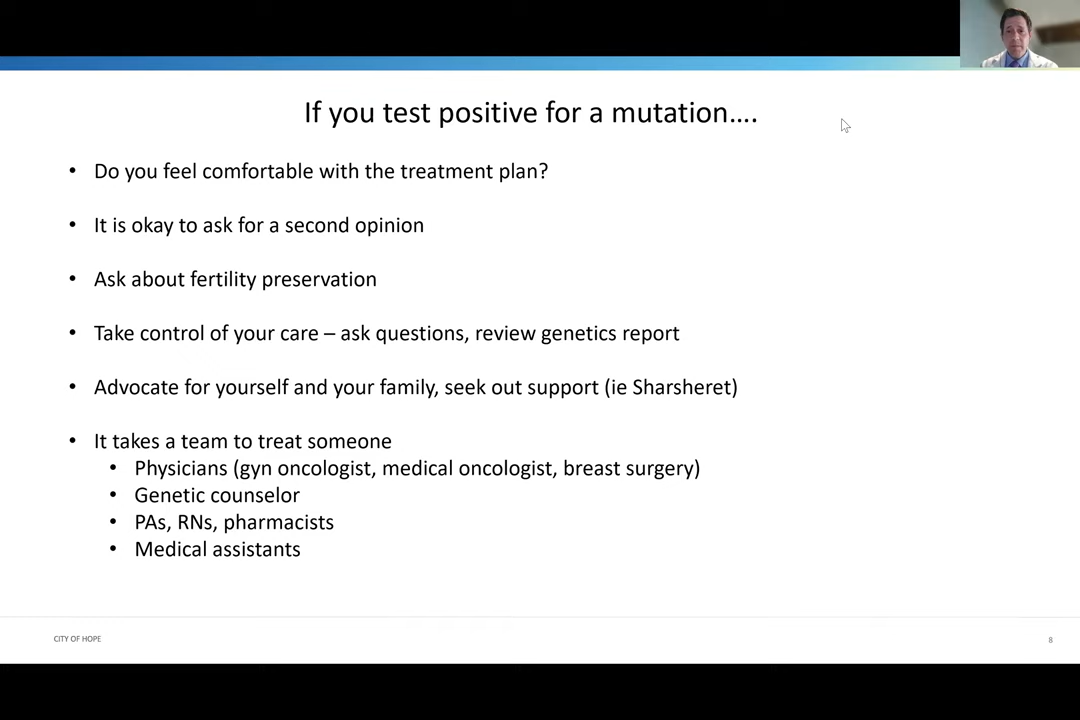 If you test positive for a mutation....
• Do you feel comfortable with the treatment plan?
• It is okay to ask for a second opinion
• Ask about fertility preservation
• Take control of your care – ask questions, review genetics report
• Advocate for yourself and your family, seek out support (ie Sharsheret)
• It takes a team to treat someone
• Physicians (gyn oncologist, medical oncologist, breast surgery)
• Genetic counselor
• PAs, RNs, pharmacists
• Medical assistants
CITY OF HOPE
8